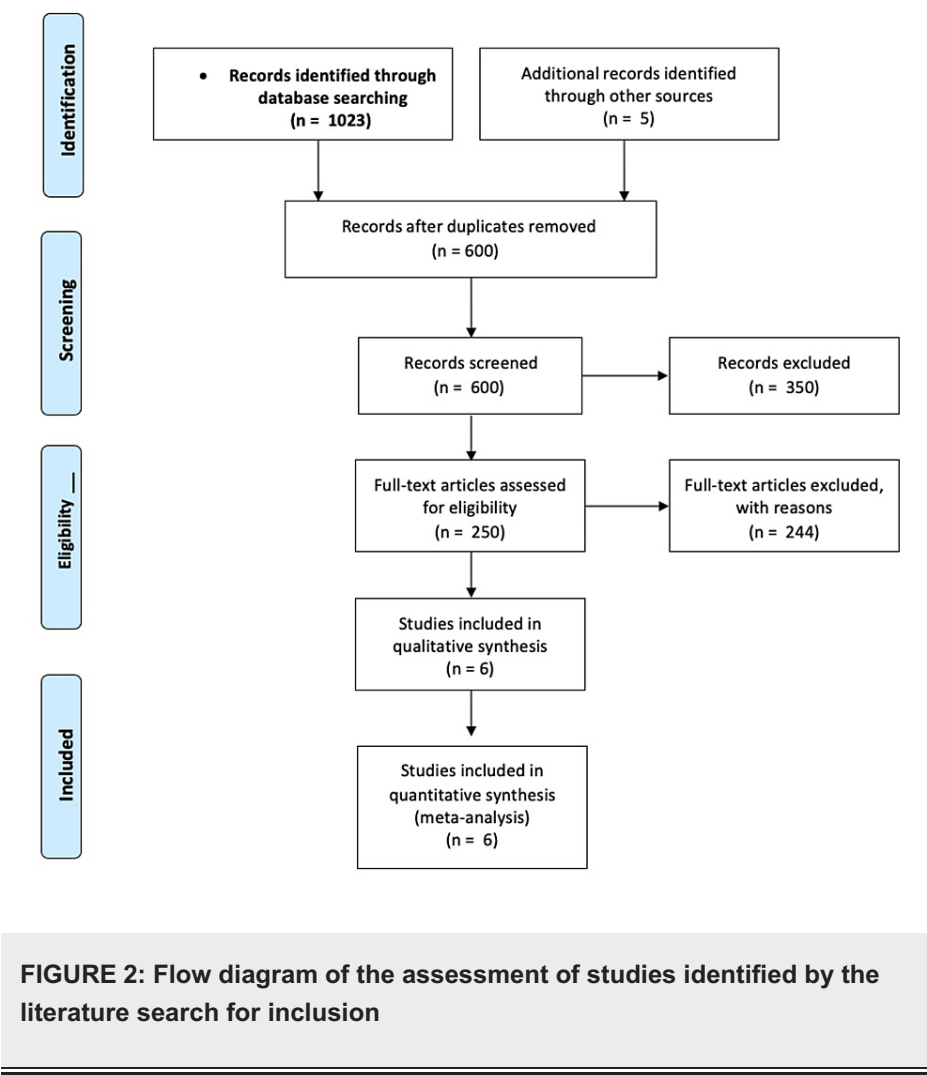 Identification
• Records identified through
database searching
(n = 1023)
Additional records identified
through other sources
(n = 5)
Records after duplicates removed
(n = 600)
Screening
Records screened
(n = 600)
Records excluded
(n = 350)
Eligibility __
Full-text articles assessed
for eligibility
(n = 250)
Full-text articles excluded,
with reasons
(n = 244)
Studies included in
qualitative synthesis
(n = 6)
Included
Studies included in
quantitative synthesis
(meta-analysis)
(n = 6)
FIGURE 2: Flow diagram of the assessment of studies identified by the
literature search for inclusion